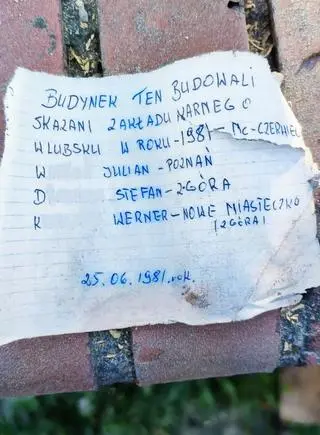 BUDYNEK TEN BUDOWALI
SKAZANI ZAKŁADU KARNEGO
W LUBSKU W ROKU-1981-MC-CZERWIEC
W JULIAN-POZNAŃ
D STEFAN-ZGÓRA
K WERNER-NOWE MIASTECZKO
(ZGÓRA)
25.06.1981.rok.